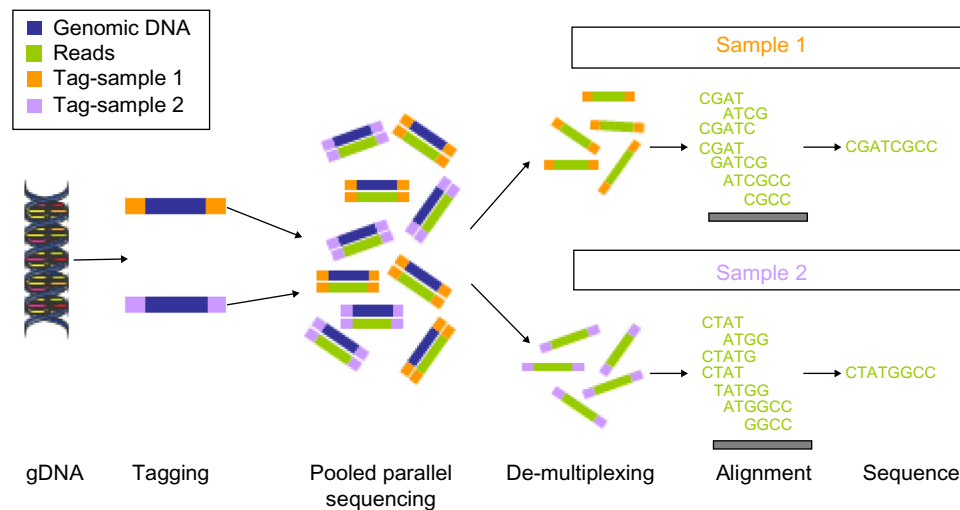 Genomic DNA
Reads
Tag-sample 1
Tag-sample 2
Sample 1
CGAT
ATCG
CGATC
CGAT
GATCG
ATCGCC
CGCC
CGATCGCC
Sample 2
CTAT
ATGG
CTATG
CTAT
TATGG
ATGGCC
GGCC
CTATGGCC
gDNA
Tagging
Pooled parallel
sequencing
De-multiplexing
Alignment
Sequence